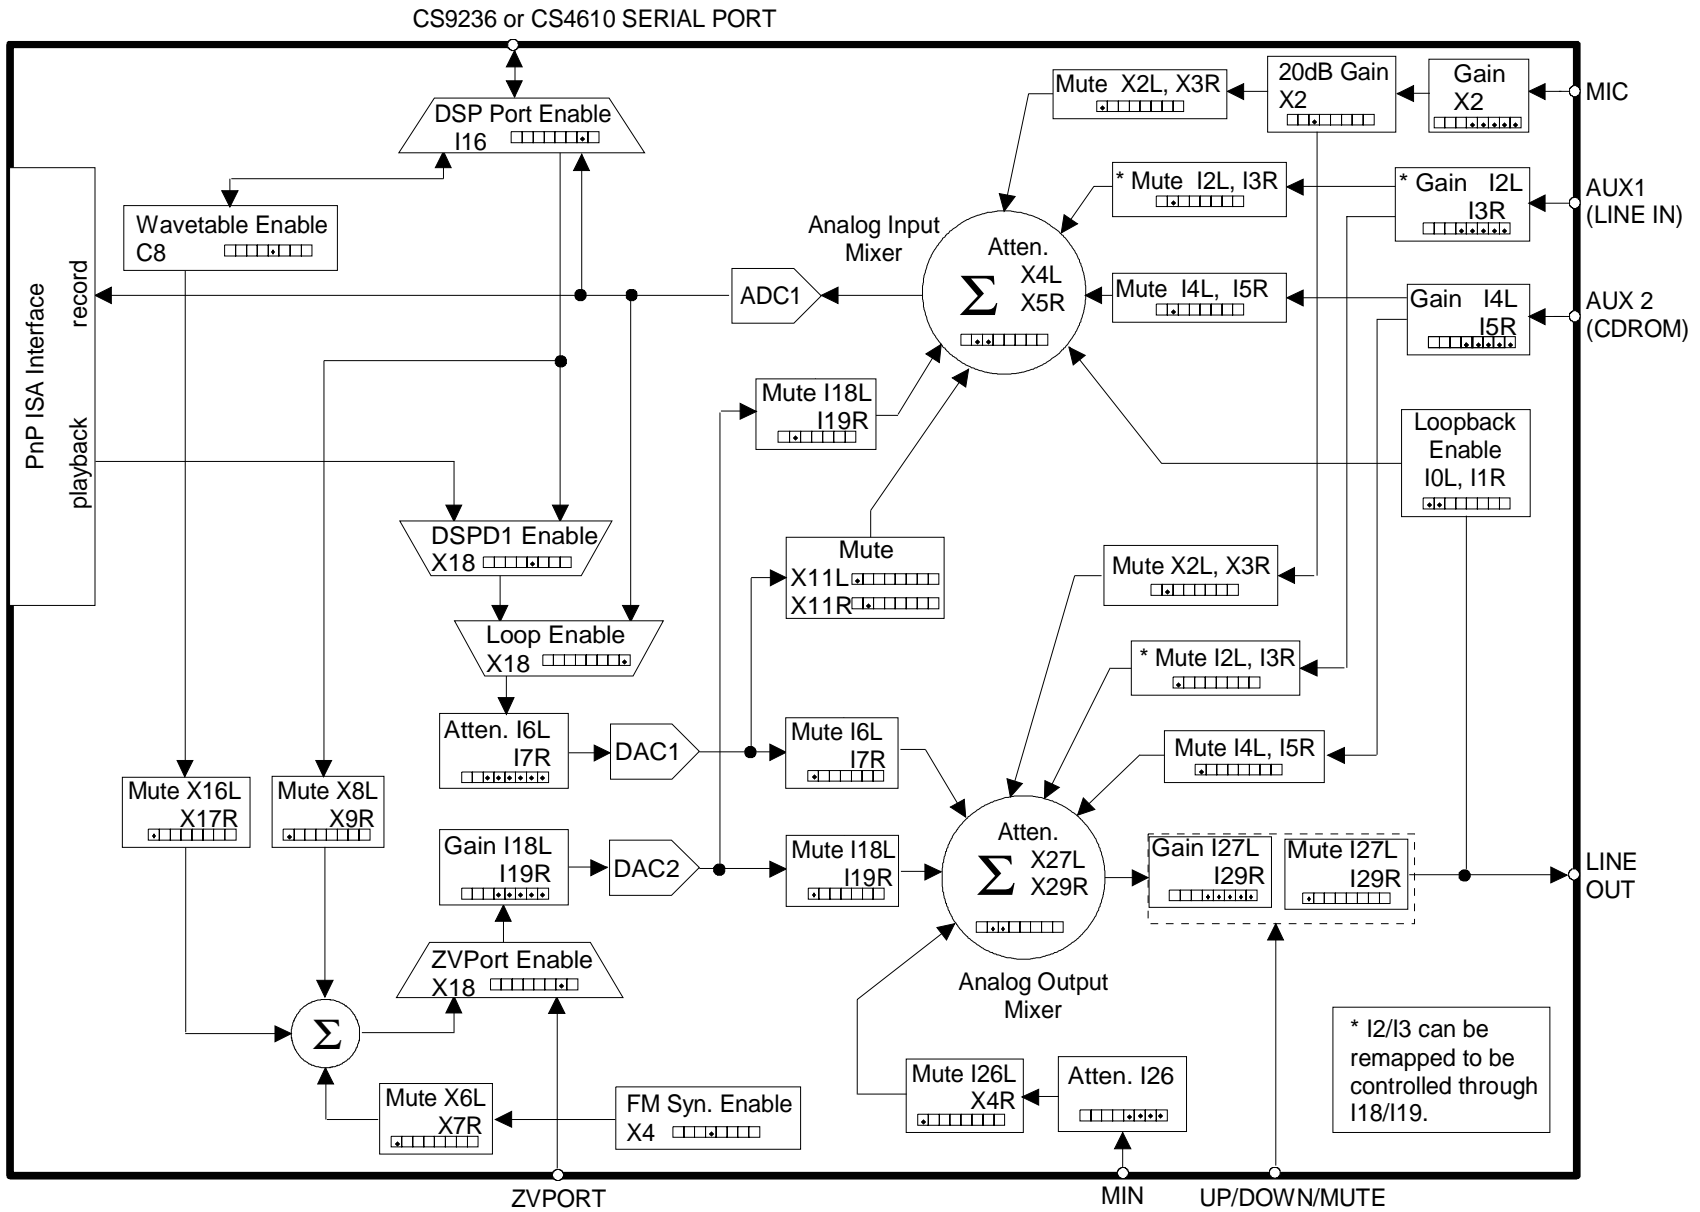 CS9236 or CS4610 SERIAL PORT
DSP Port Enable
I16
Mute X2L, X3R
20dB Gain
X2
Gain
X2
MIC
* Mute I2L, I3R
* Gain I2L
I3R
AUX1
(LINE IN)
Wavetable Enable
C8
Analog Input
Mixer
Atten.
Σ
X4L
X5R
ADC1
Mute I4L, I5R
Gain I4L
I5R
AUX 2
(CDROM)
PnP ISA Interface
record
playback
Mute I18L
I19R
Loopback
Enable
I0L, I1R
DSPD1 Enable
X18
Mute
X11L
X11R
Mute X2L, X3R
Loop Enable
X18
* Mute I2L, I3R
Atten. I6L
I7R
DAC1
Mute I6L
I7R
Mute I4L, I5R
Mute X16L
X17R
Mute X8L
X9R
Gain I18L
I19R
DAC2
Mute I18L
I19R
Atten.
Σ
X27L
X29R
Gain I27L
I29R
Mute I27L
I29R
LINE
OUT
ZVPort Enable
X18
Analog Output
Mixer
Σ
* I2/I3 can be
remapped to be
controlled through
I18/I19.
Mute X6L
X7R
FM Syn. Enable
X4
Mute I26L
X4R
Atten. I26
ZVPORT
MIN
UP/DOWN/MUTE